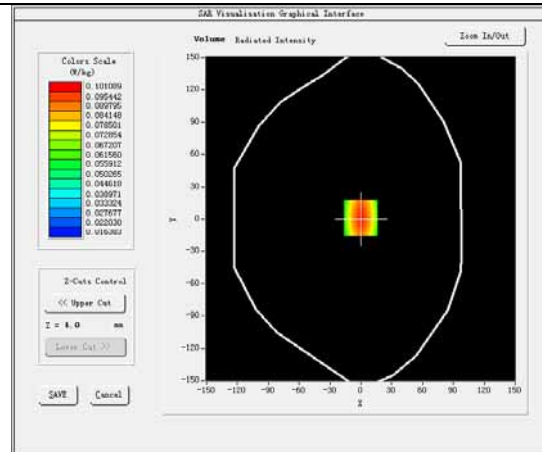 SAR Visualisation Graphical Interface
Volume Radiated Intensity
Zoom In/Out
Colors Scale
(W/kg)
0.101089
0.095442
0.089795
0.084148
0.078501
0.072854
0.067207
0.061560
0.055912
0.050265
0.044618
0.038971
0.033324
0.027677
0.022030
0.016383
Z-Cuts Control
<< Upper Cut
Z = 4.0 mm
Lower Cut >>
SAVE
Cancel
150
120
90
60
30
0
-30
-60
-90
-120
-150
Y
-150 -120 -90 -60 -30 0 30 60 90 120 150
X